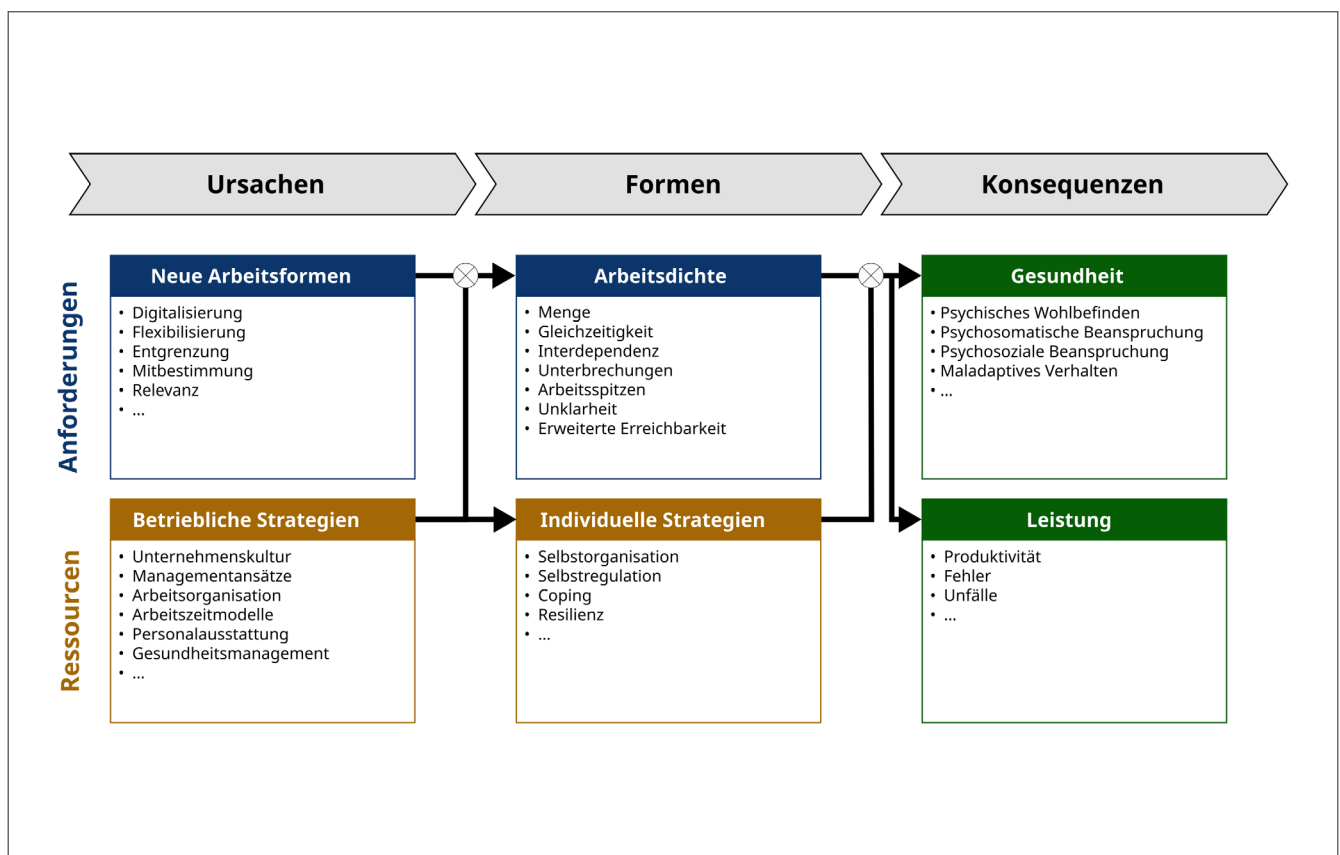 Ursachen
Formen
Konsequenzen
Anforderungen
Neue Arbeitsformen
• Digitalisierung
• Flexibilisierung
• Entgrenzung
• Mitbestimmung
• Relevanz
• ...
Arbeitsdichte
• Menge
• Gleichzeitigkeit
• Interdependenz
• Unterbrechungen
• Arbeitsspitzen
• Unklarheit
• Erweiterte Erreichbarkeit
Gesundheit
• Psychisches Wohlbefinden
• Psychosomatische Beanspruchung
• Psychosoziale Beanspruchung
• Maladaptives Verhalten
• ...
Ressourcen
Betriebliche Strategien
• Unternehmenskultur
• Managementansätze
• Arbeitsorganisation
• Arbeitszeitmodelle
• Personalausstattung
• Gesundheitsmanagement
• ...
Individuelle Strategien
• Selbstorganisation
• Selbstregulation
• Coping
• Resilienz
• ...
Leistung
• Produktivität
• Fehler
• Unfälle
• ...